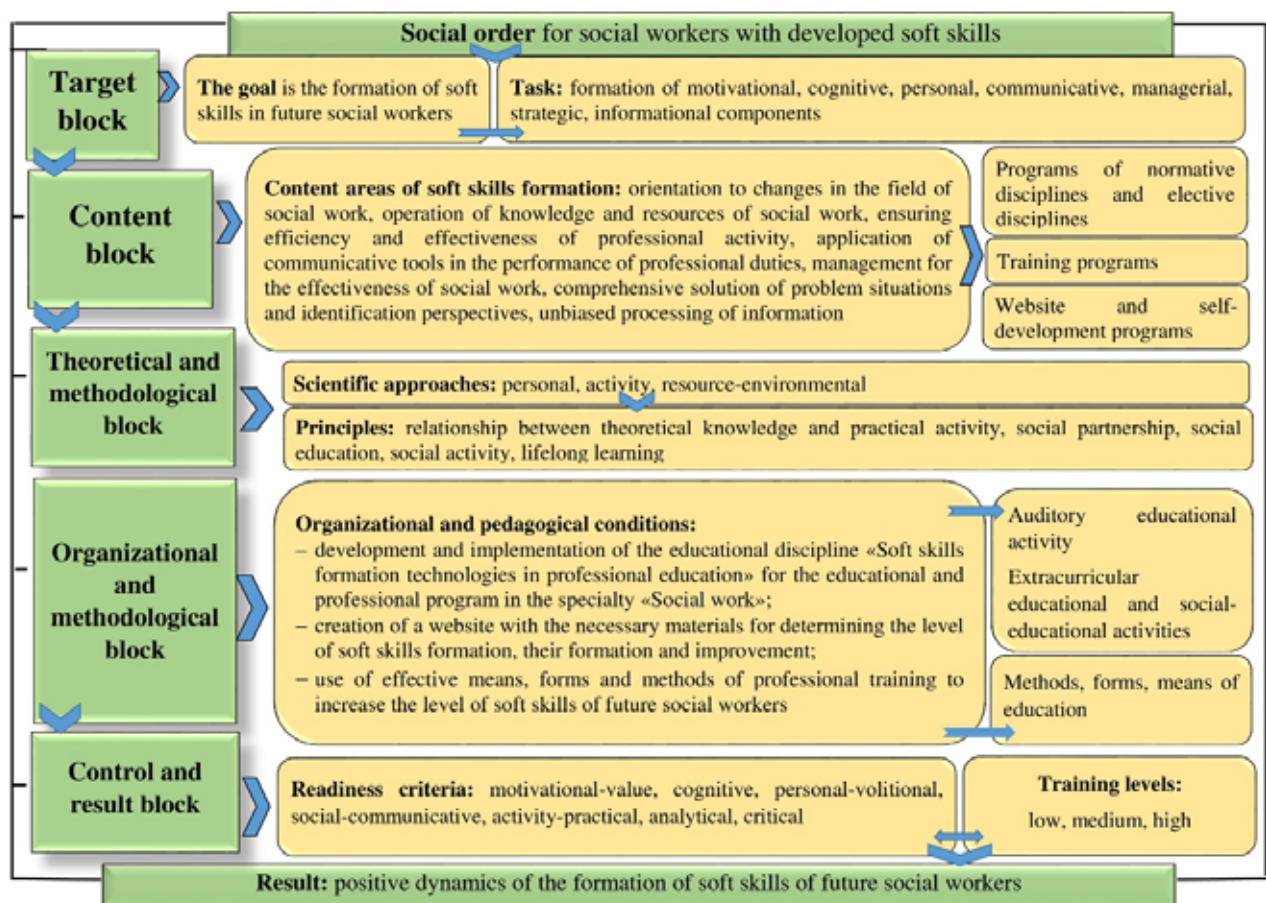 Social order for social workers with developed soft skills
Target
block
The goal is the formation of soft
skills in future social workers
Task: formation of motivational, cognitive, personal, communicative, managerial,
strategic, informational components
Content
block
Content areas of soft skills formation: orientation to changes in the field of
social work, operation of knowledge and resources of social work, ensuring
efficiency and effectiveness of professional activity, application of
communicative tools in the performance of professional duties, management for
the effectiveness of social work, comprehensive solution of problem situations
and identification perspectives, unbiased processing of information
Programs of normative
disciplines and elective
disciplines
Training programs
Website and self-
development programs
Theoretical and
methodological
block
Scientific approaches: personal, activity, resource-environmental
Principles: relationship between theoretical knowledge and practical activity, social partnership, social
education, social activity, lifelong learning
Organizational
and
methodological
block
Organizational and pedagogical conditions:
– development and implementation of the educational discipline «Soft skills
formation technologies in professional education» for the educational and
professional program in the specialty «Social work»;
– creation of a website with the necessary materials for determining the level
of soft skills formation, their formation and improvement;
– use of effective means, forms and methods of professional training to
increase the level of soft skills of future social workers
Auditory educational
activity
Extracurricular
educational and social-
educational activities
Methods, forms, means of
education
Control and
result block
Readiness criteria: motivational-value, cognitive, personal-volitional,
social-communicative, activity-practical, analytical, critical
Training levels:
low, medium, high
Result: positive dynamics of the formation of soft skills of future social workers